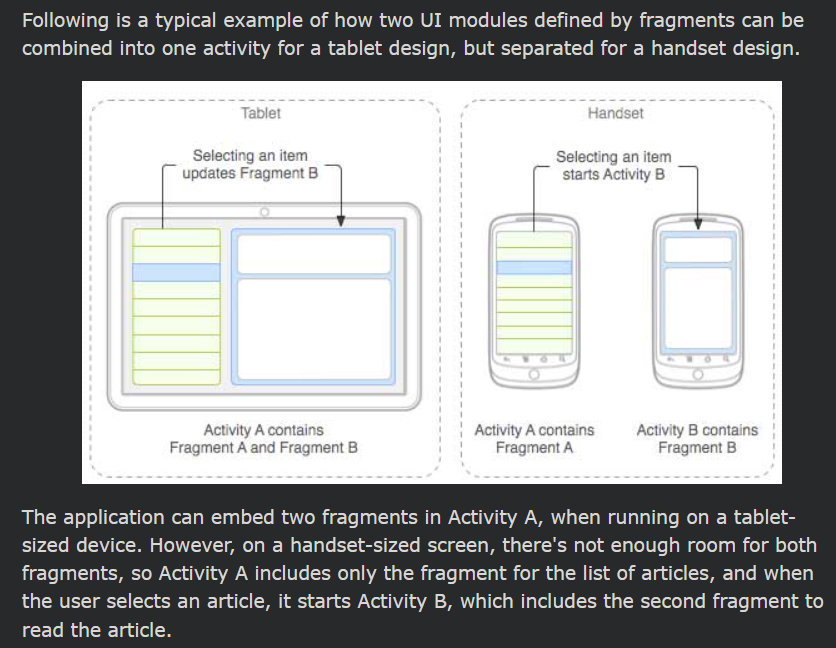 Following is a typical example of how two UI modules defined by fragments can be
combined into one activity for a tablet design, but separated for a handset design.
Tablet
Selecting an item
updates Fragment B
Activity A contains
Fragment A and Fragment B
Handset
Selecting an item
starts Activity B
Activity A contains
Fragment A
Activity B contains
Fragment B
The application can embed two fragments in Activity A, when running on a tablet-
sized device. However, on a handset-sized screen, there's not enough room for both
fragments, so Activity A includes only the fragment for the list of articles, and when
the user selects an article, it starts Activity B, which includes the second fragment to
read the article.